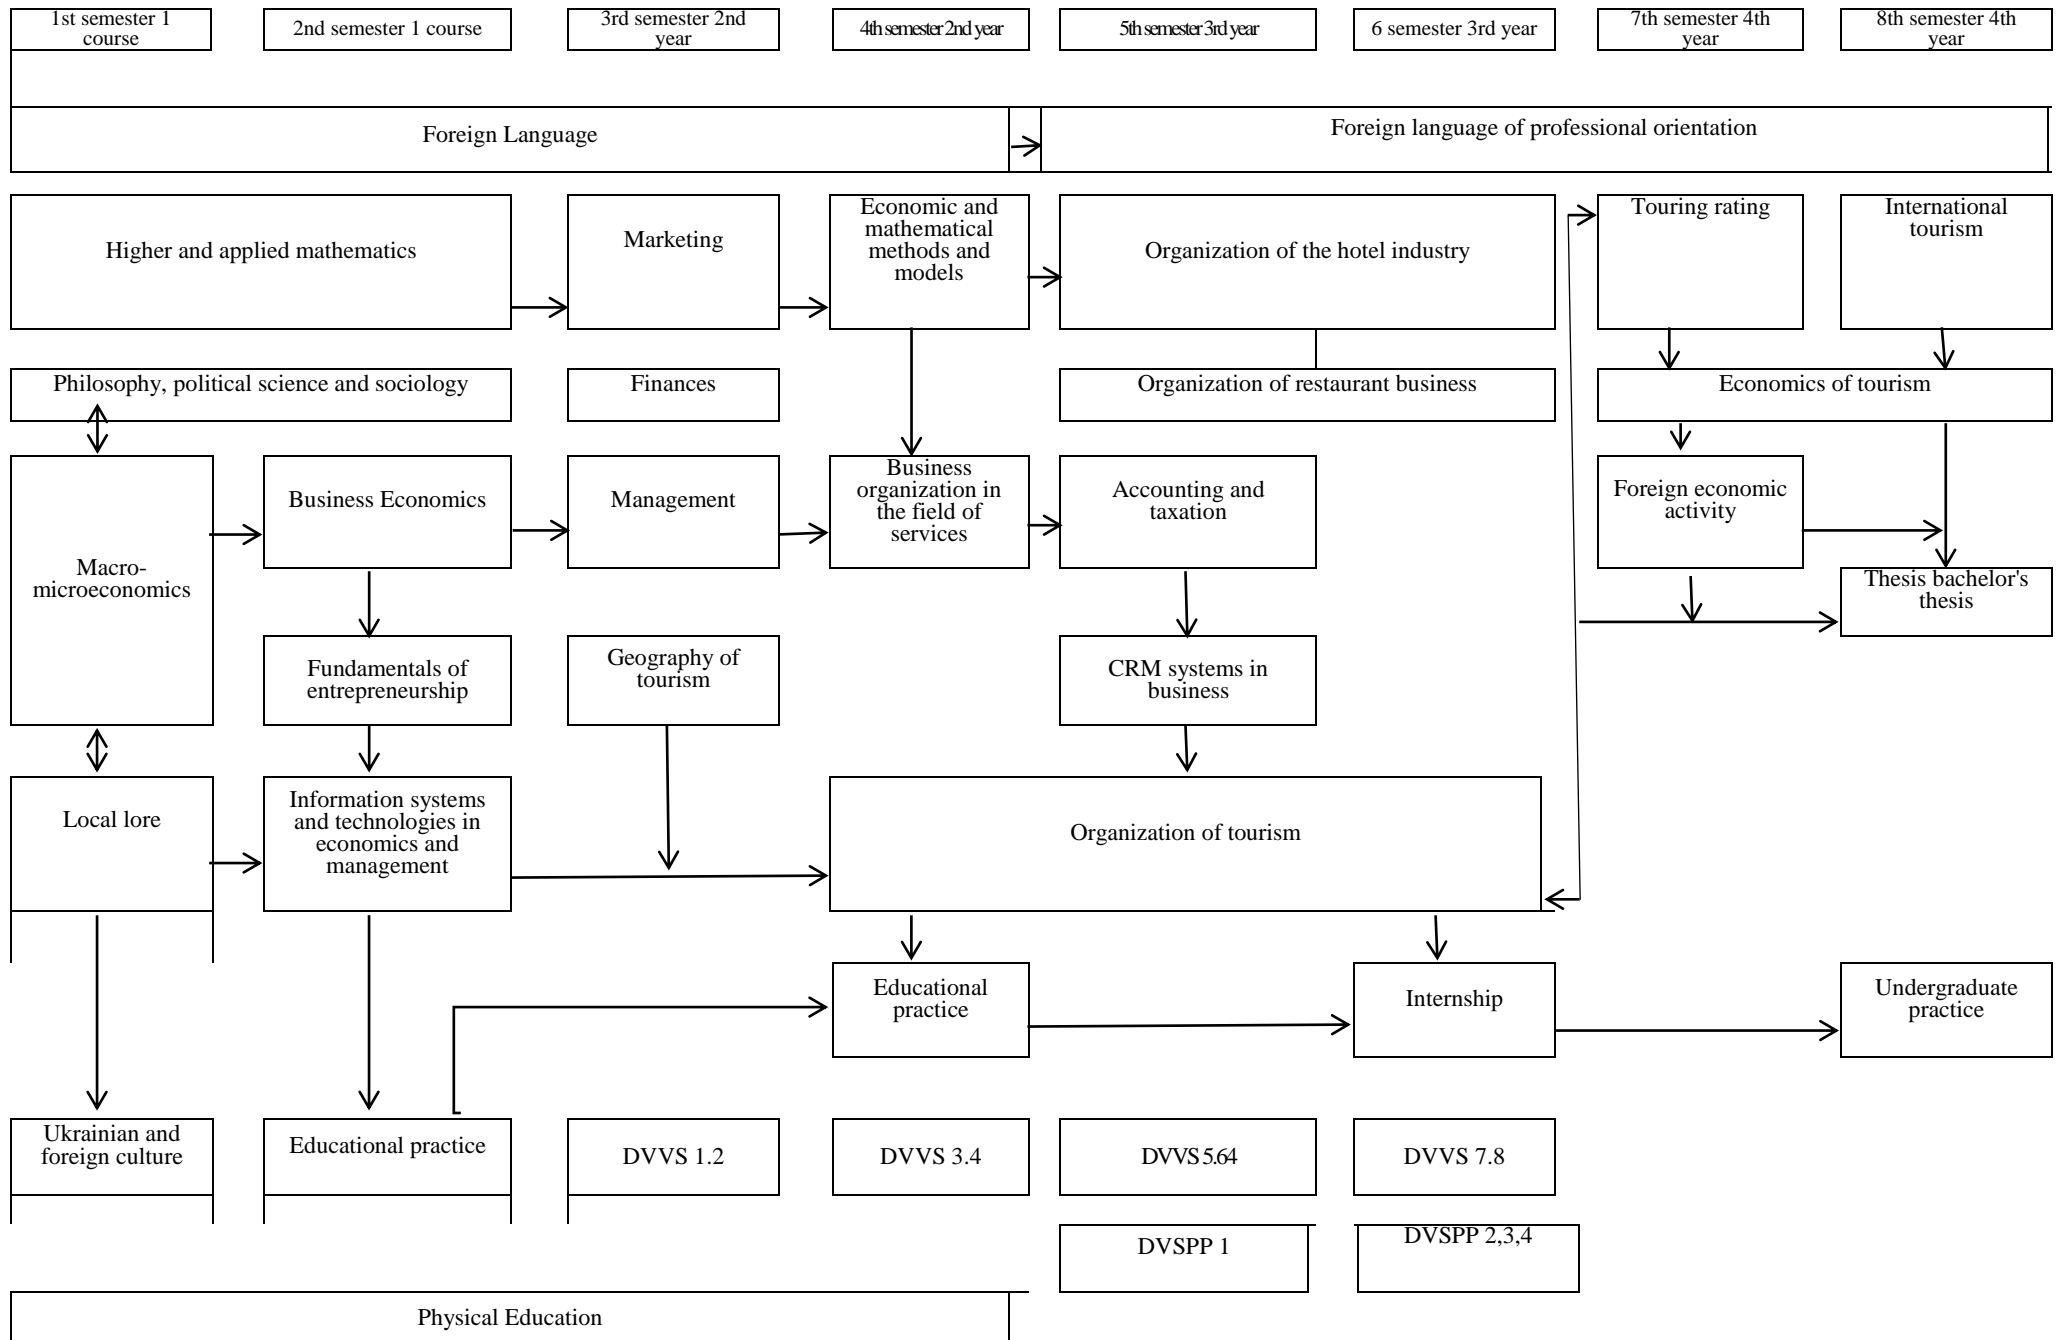 1st semester 1
course
2nd semester 1 course
3rd semester 2nd
year
4th semester 2nd year
5th semester 3rd year
6 semester 3rd year
7th semester 4th
year
8th semester 4th
year
Foreign Language
Foreign language of professional orientation
Higher and applied mathematics
Marketing
Economic and
mathematical
methods and
models
Organization of the hotel industry
Touring rating
International
tourism
Philosophy, political science and sociology
Finances
Organization of restaurant business
Economics of tourism
Macro-
microeconomics
Business Economics
Management
Business
organization in
the field of
services
Accounting and
taxation
Foreign economic
activity
Thesis bachelor's
thesis
Fundamentals of
entrepreneurship
Geography of
tourism
CRM systems in
business
Local lore
Information systems
and technologies in
economics and
management
Organization of tourism
Educational
practice
Internship
Undergraduate
practice
Ukrainian and
foreign culture
Educational practice
DVVS 1.2
DVVS 3.4
DVVS 5.64
DVVS 7.8
DVSPP 1
DVSPP 2,3,4
Physical Education